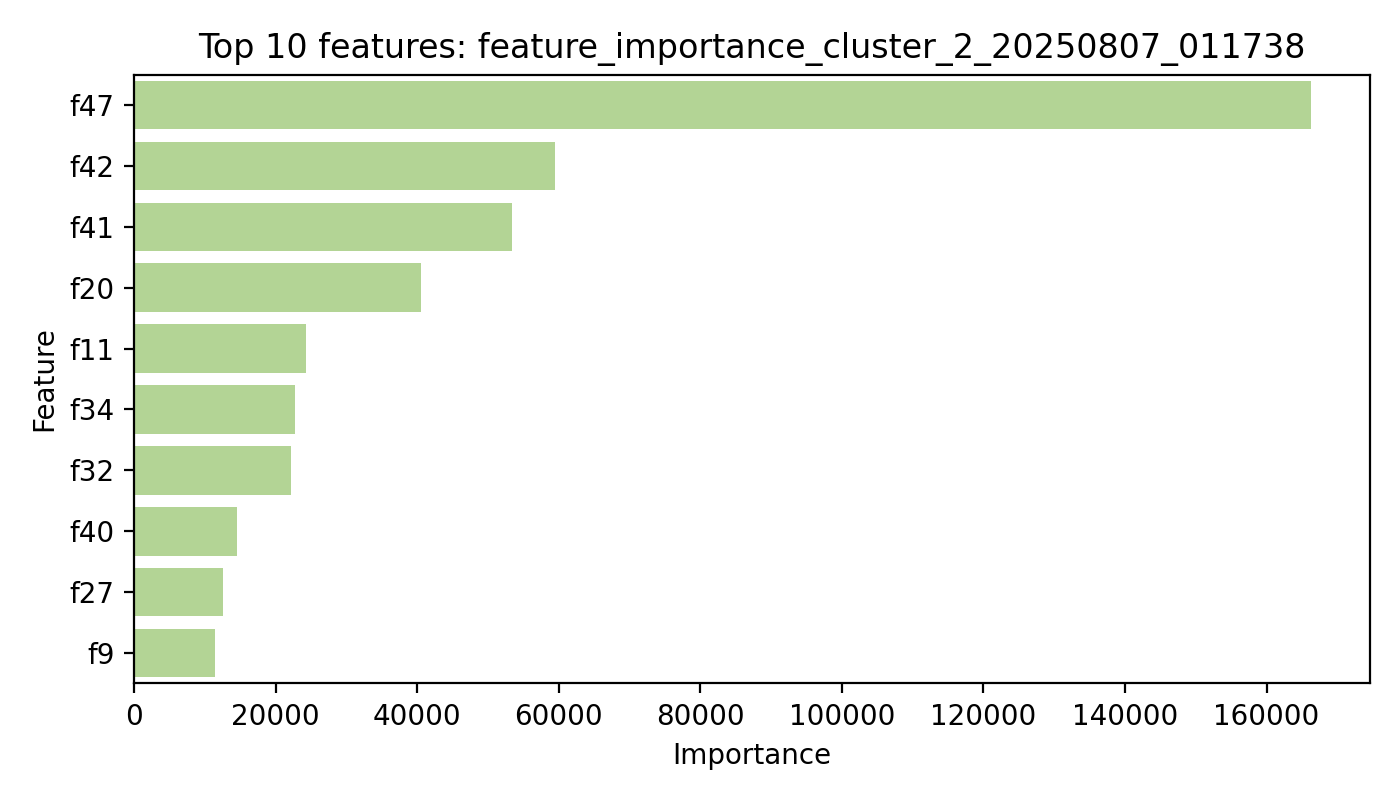 Top 10 features: feature_importance_cluster_2_20250807_011738
f47
f42
f41
f20
f11
f34
f32
f40
f27
f9
Feature
0 20000 40000 60000 80000 100000 120000 140000 160000
Importance